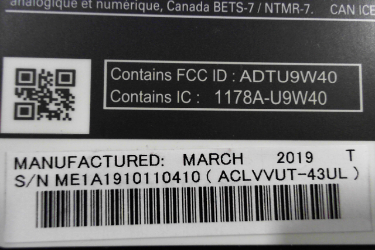 analogique et numérique, Canada BETS-7 / NTMR-7. CAN ICE
Contains FCC ID : ADTU9W40
Contains IC : 1178A-U9W40
MANUFACTURED: MARCH 2019 T
S/N ME1A1910110410 ( ACLVVUT-43UL )